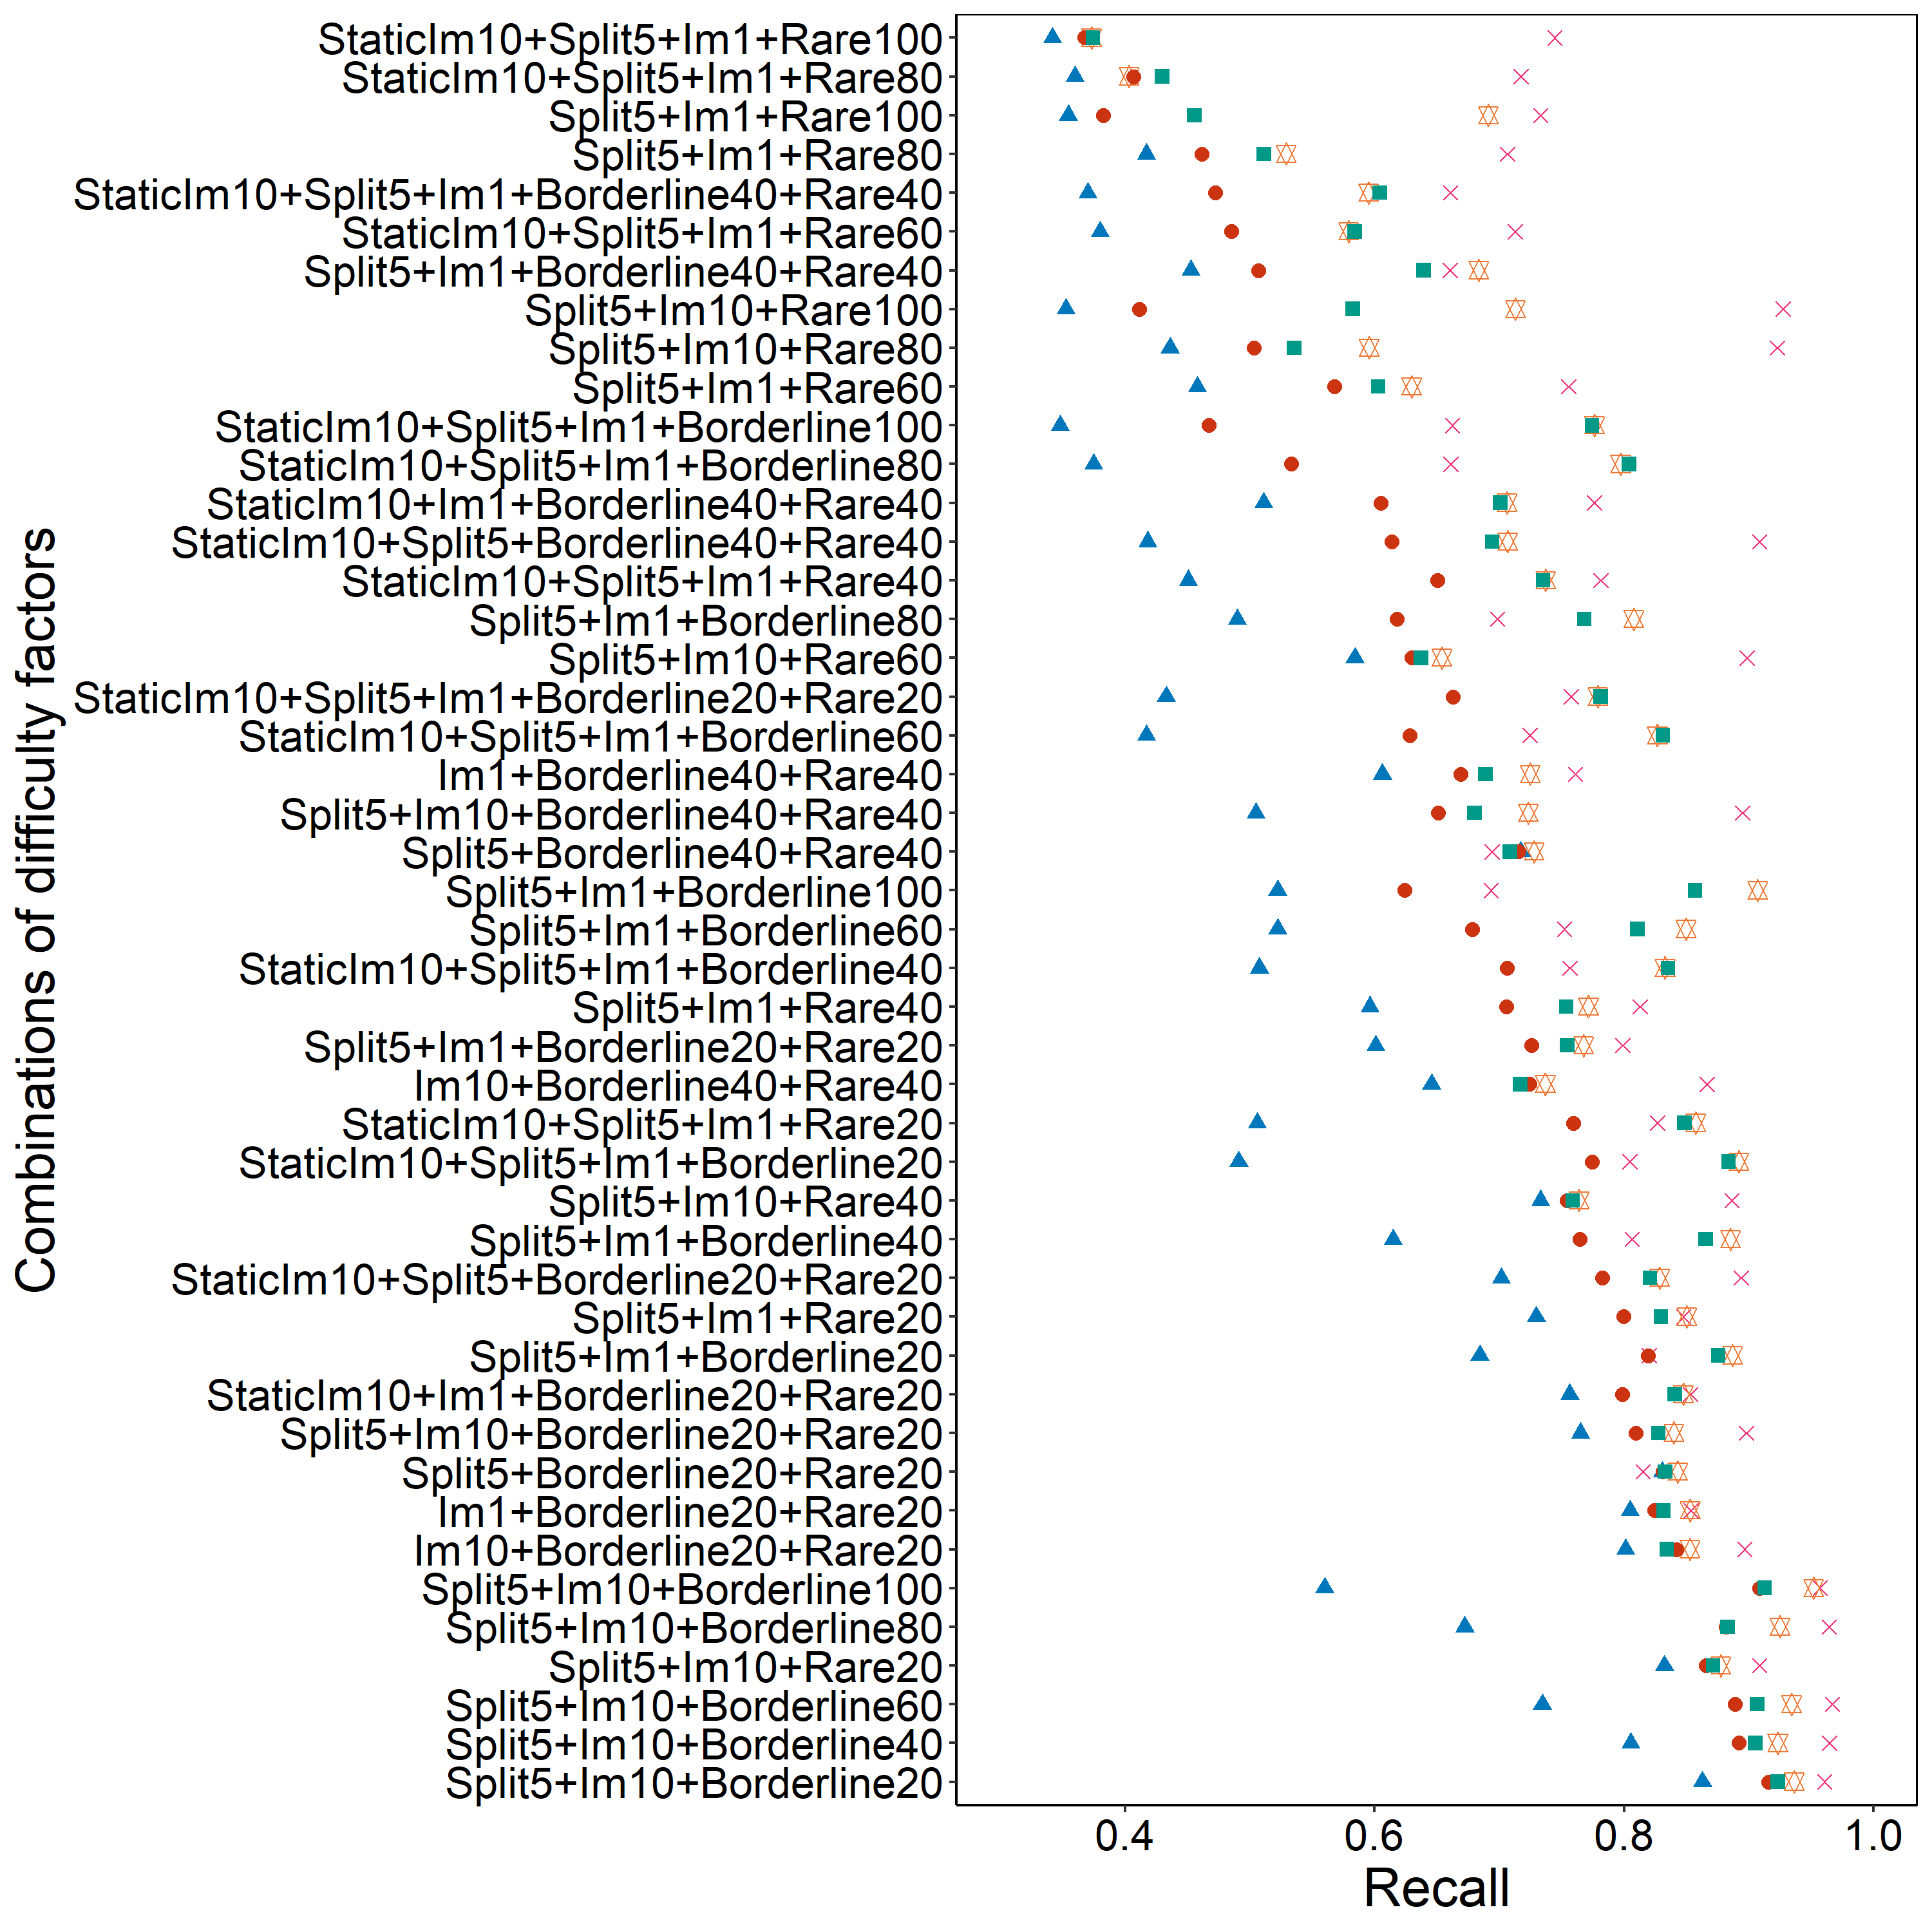 StaticIm10+Split5+Im1+Rare100
StaticIm10+Split5+Im1+Rare80
Split5+Im1+Rare100
Split5+Im1+Rare80
StaticIm10+Split5+Im1+Borderline40+Rare40
StaticIm10+Split5+Im1+Rare60
Split5+Im1+Borderline40+Rare40
Split5+Im10+Rare100
Split5+Im10+Rare80
Split5+Im1+Rare60
StaticIm10+Split5+Im1+Borderline100
StaticIm10+Split5+Im1+Borderline80
StaticIm10+Im1+Borderline40+Rare40
StaticIm10+Split5+Borderline40+Rare40
StaticIm10+Split5+Im1+Rare40
Split5+Im1+Borderline80
Split5+Im10+Rare60
StaticIm10+Split5+Im1+Borderline20+Rare20
StaticIm10+Split5+Im1+Borderline60
Im1+Borderline40+Rare40
Split5+Im10+Borderline40+Rare40
Split5+Borderline40+Rare40
Split5+Im1+Borderline100
Split5+Im1+Borderline60
StaticIm10+Split5+Im1+Borderline40
Split5+Im1+Rare40
Split5+Im1+Borderline20+Rare20
Im10+Borderline40+Rare40
StaticIm10+Split5+Im1+Rare20
StaticIm10+Split5+Im1+Borderline20
Split5+Im10+Rare40
Split5+Im1+Borderline40
StaticIm10+Split5+Borderline20+Rare20
Split5+Im1+Rare20
Split5+Im1+Borderline20
StaticIm10+Im1+Borderline20+Rare20
Split5+Im10+Borderline20+Rare20
Split5+Borderline20+Rare20
Im1+Borderline20+Rare20
Im10+Borderline20+Rare20
Split5+Im10+Borderline100
Split5+Im10+Borderline80
Split5+Im10+Rare20
Split5+Im10+Borderline60
Split5+Im10+Borderline40
Split5+Im10+Borderline20
Combinations of difficulty factors
0.4 0.6 0.8 1.0
Recall